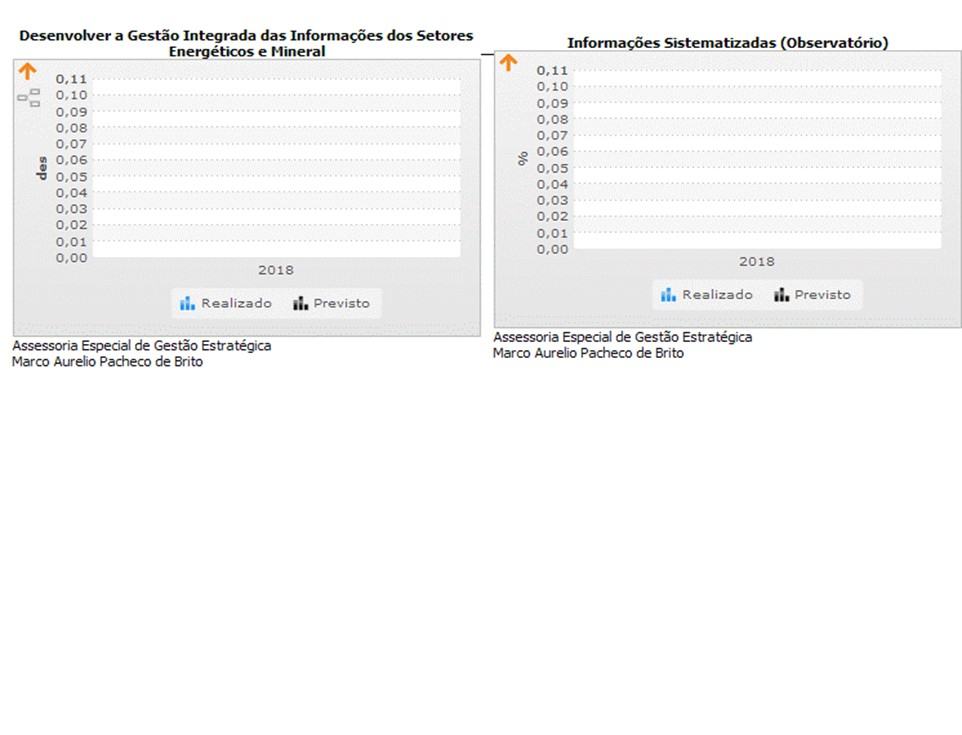 Desenvolver a Gestão Integrada das Informações dos Setores
Energéticos e Mineral
0,11
0,10
0,09
0,08
0,07
0,06
0,05
0,04
0,03
0,02
0,01
0,00
des
2018
Realizado Previsto
Assessoria Especial de Gestão Estratégica
Marco Aurelio Pacheco de Brito
Informações Sistematizadas (Observatório)
0,11
0,10
0,09
0,08
0,07
0,06
0,05
0,04
0,03
0,02
0,01
0,00
%
2018
Realizado Previsto
Assessoria Especial de Gestão Estratégica
Marco Aurelio Pacheco de Brito